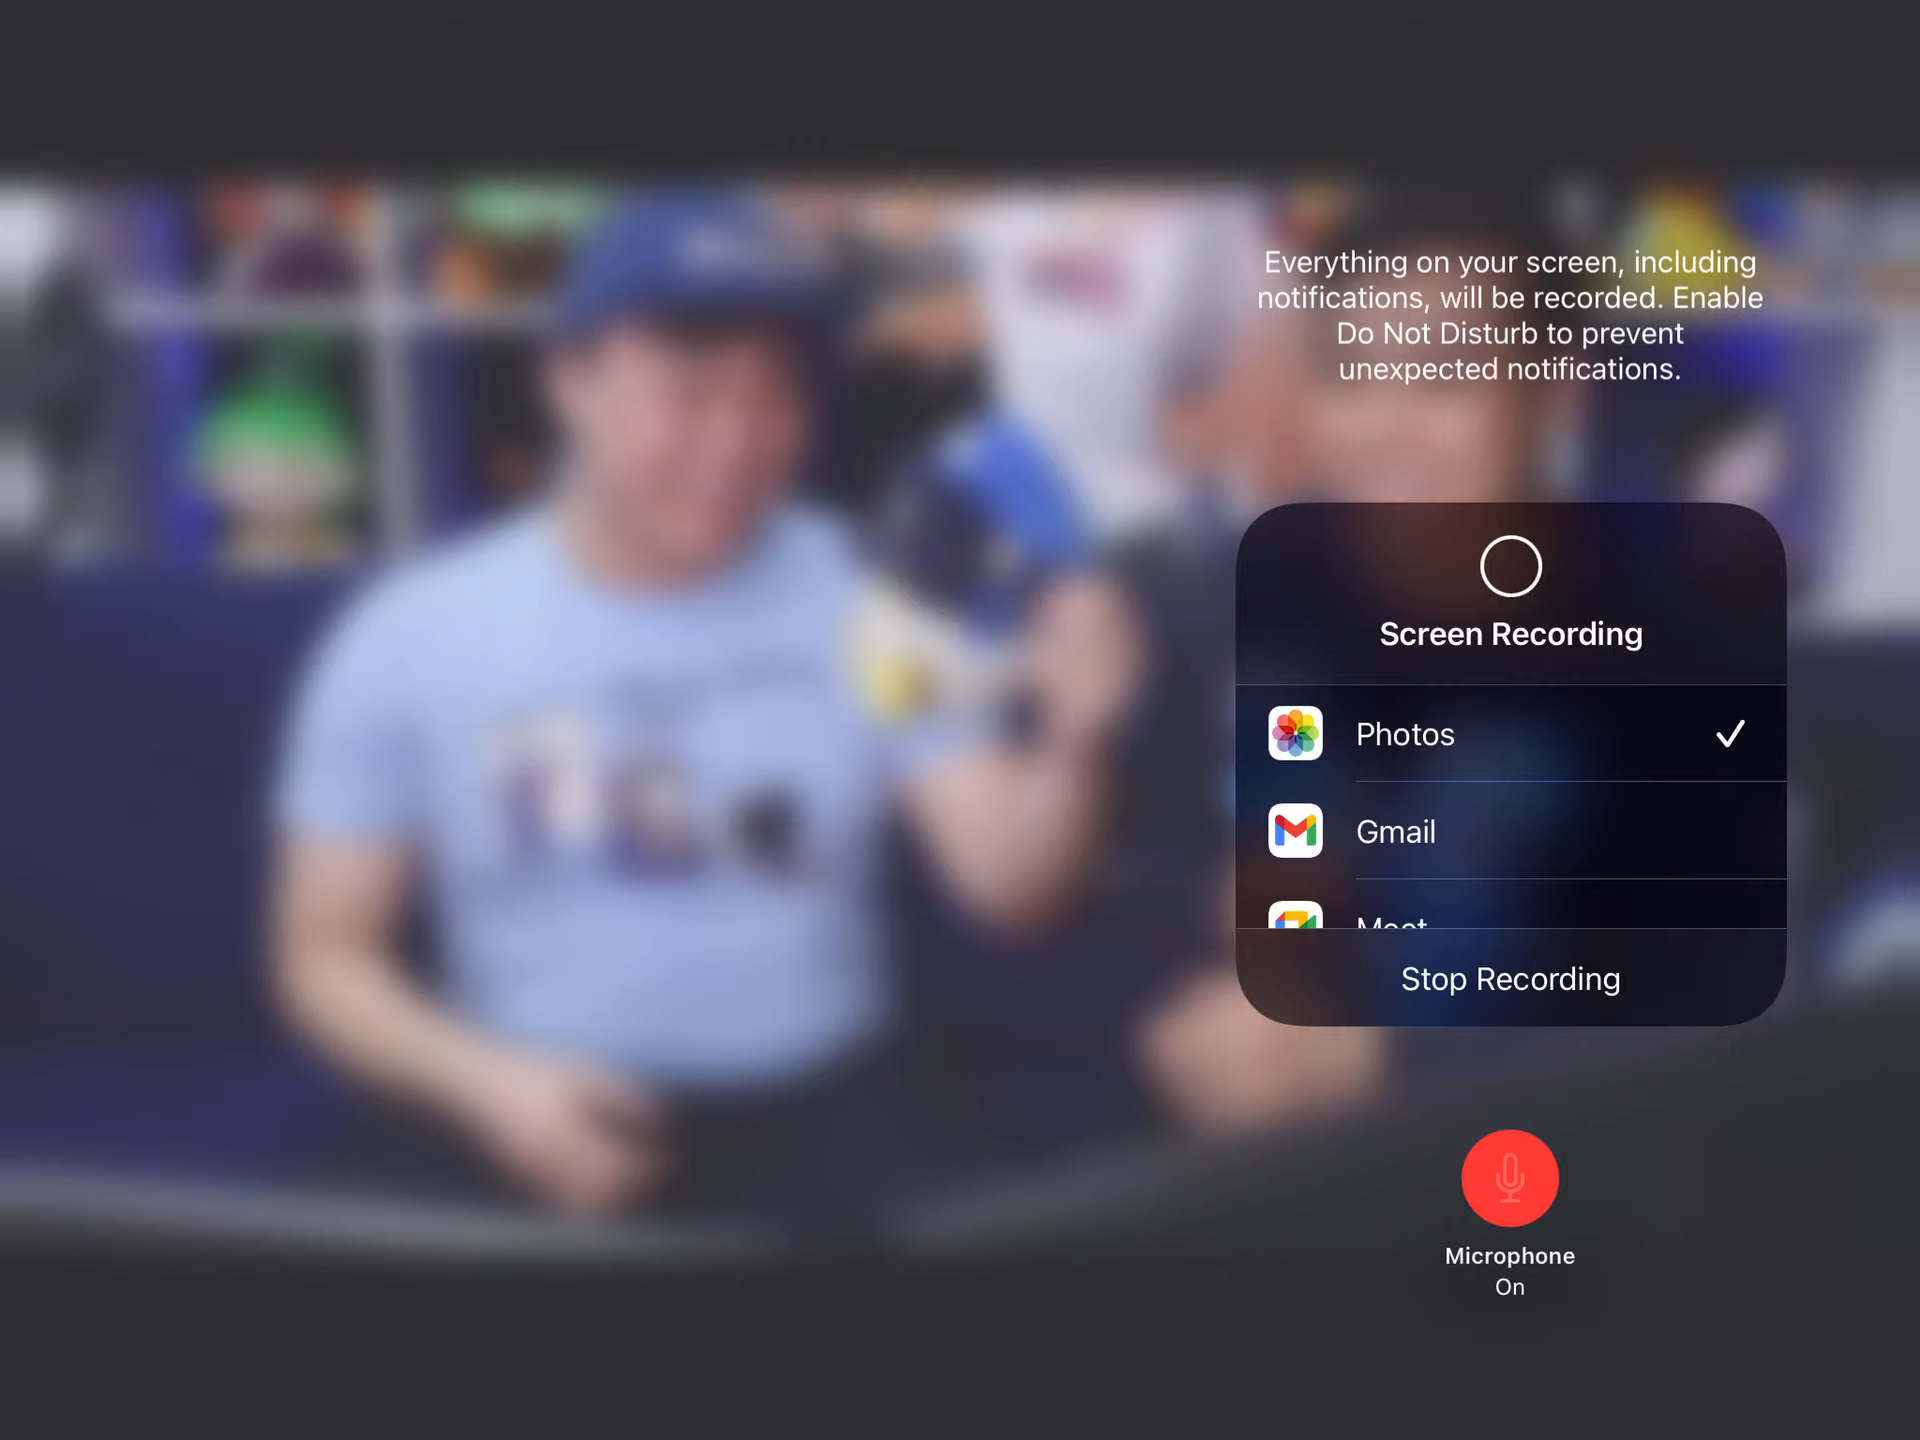 Everything on your screen, including
notifications, will be recorded. Enable
Do Not Disturb to prevent
unexpected notifications.
Screen Recording
Photos
Gmail
Meet
Stop Recording
Microphone
On